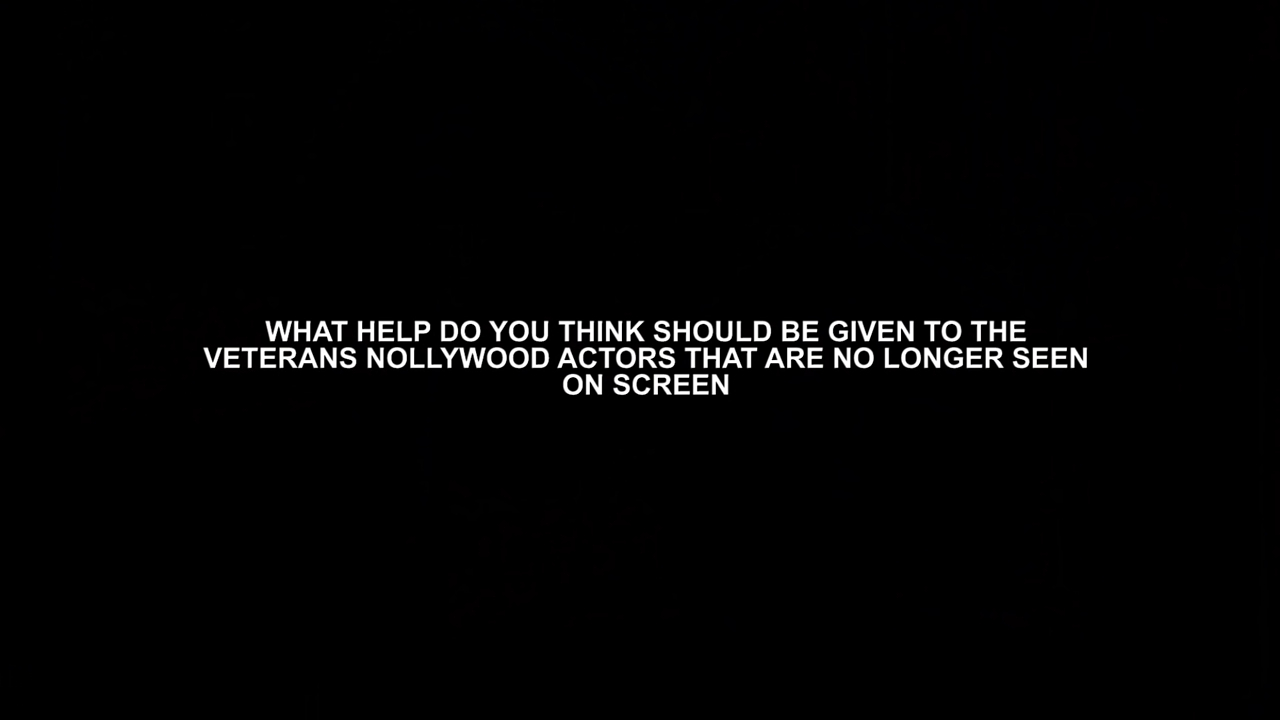 WHAT HELP DO YOU THINK SHOULD BE GIVEN TO THE
VETERANS NOLLYWOOD ACTORS THAT ARE NO LONGER SEEN
ON SCREEN